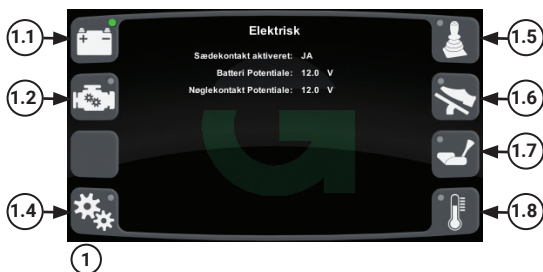 Elektrisk
1.1
1.5
Sædekontakt aktiveret: JA
Batteri Potentiale: 12.0 V
Nøglekontakt Potentiale: 12.0 V
1.2
1.6
1.7
1.4
1.8
1